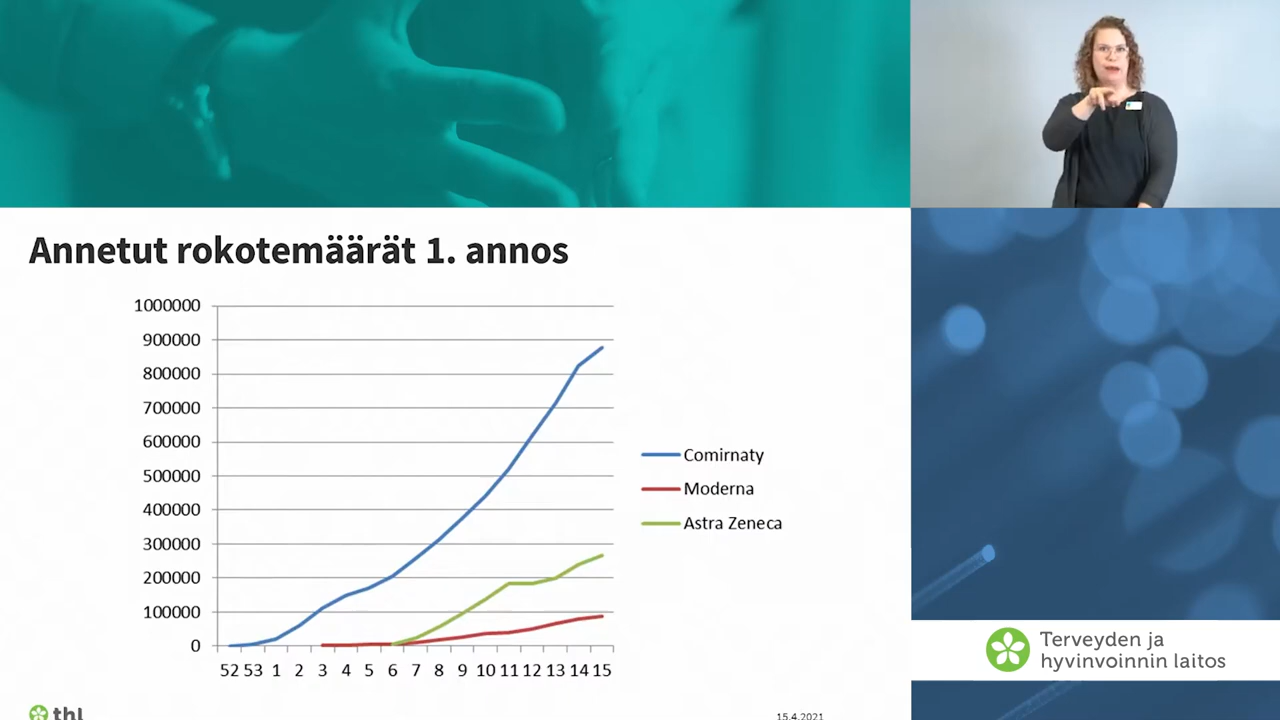 Annetut rokotemäärät 1. annos
1000000
900000
800000
700000
600000
500000
400000
300000
200000
100000
0
52 53 1 2 3 4 5 6 7 8 9 10 11 12 13 14 15
Comirnaty
Moderna
Astra Zeneca
Terveyden ja
hyvinvoinnin laitos
thl
15.4.2021